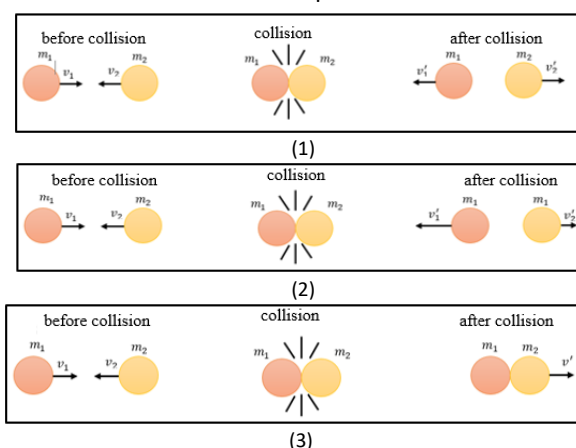 before collision collision after collision
m₁ m₂ m₁ m₂ m₁ m₂
v₁ v₂ v₁′ v₂′
(1)
before collision collision after collision
m₁ m₂ m₁ m₂ m₁ m₁
v₁ v₂ v₁′ v₂′
(2)
before collision collision after collision
m₁ m₂ m₁ m₂ m₁ m₂
v₁ v₂ v′
(3)